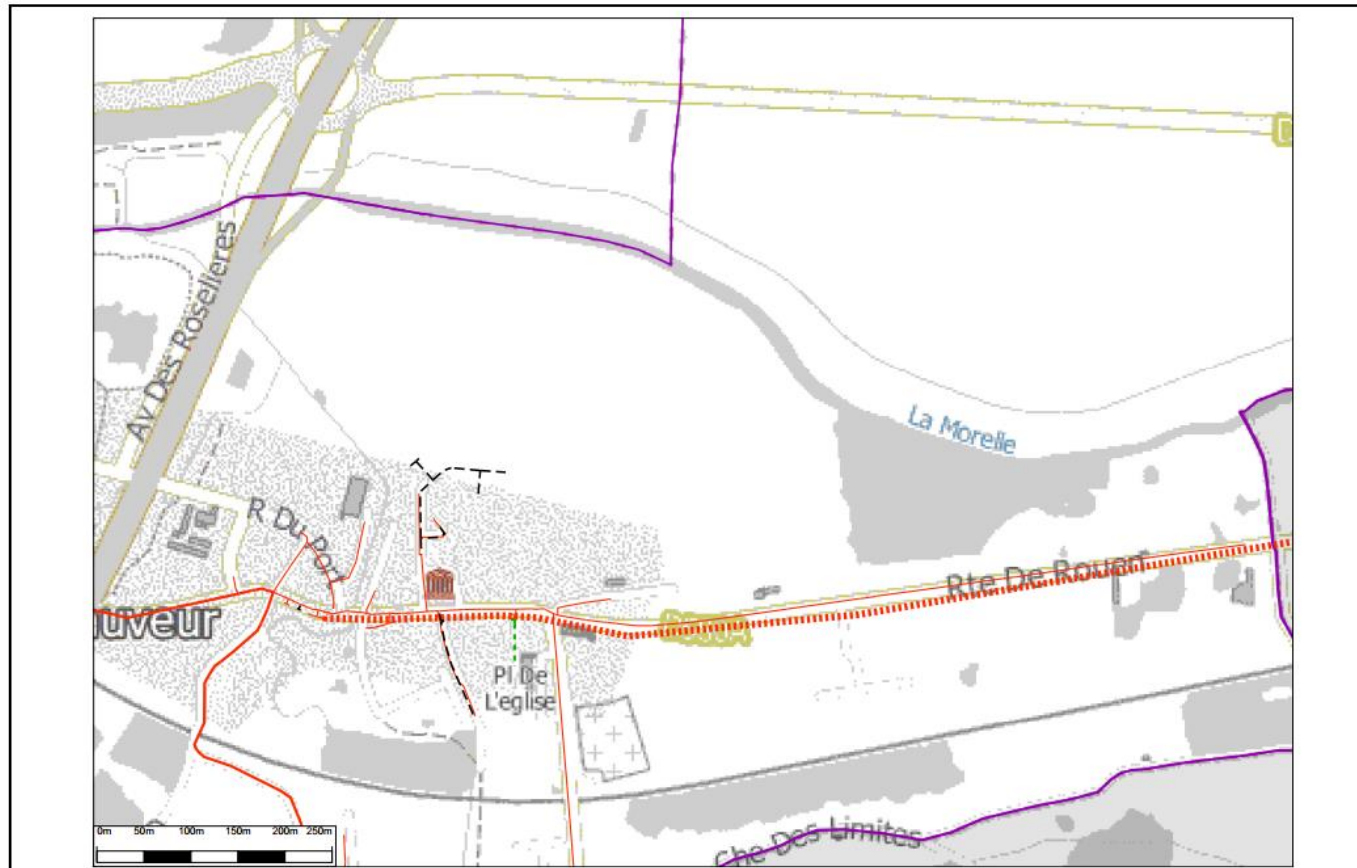 Av Des Roselieres
La Morelle
R Du Port
Rte De Rouen
Pl De
L'eglise
Che Des Limites
0m 50m 100m 150m 200m 250m